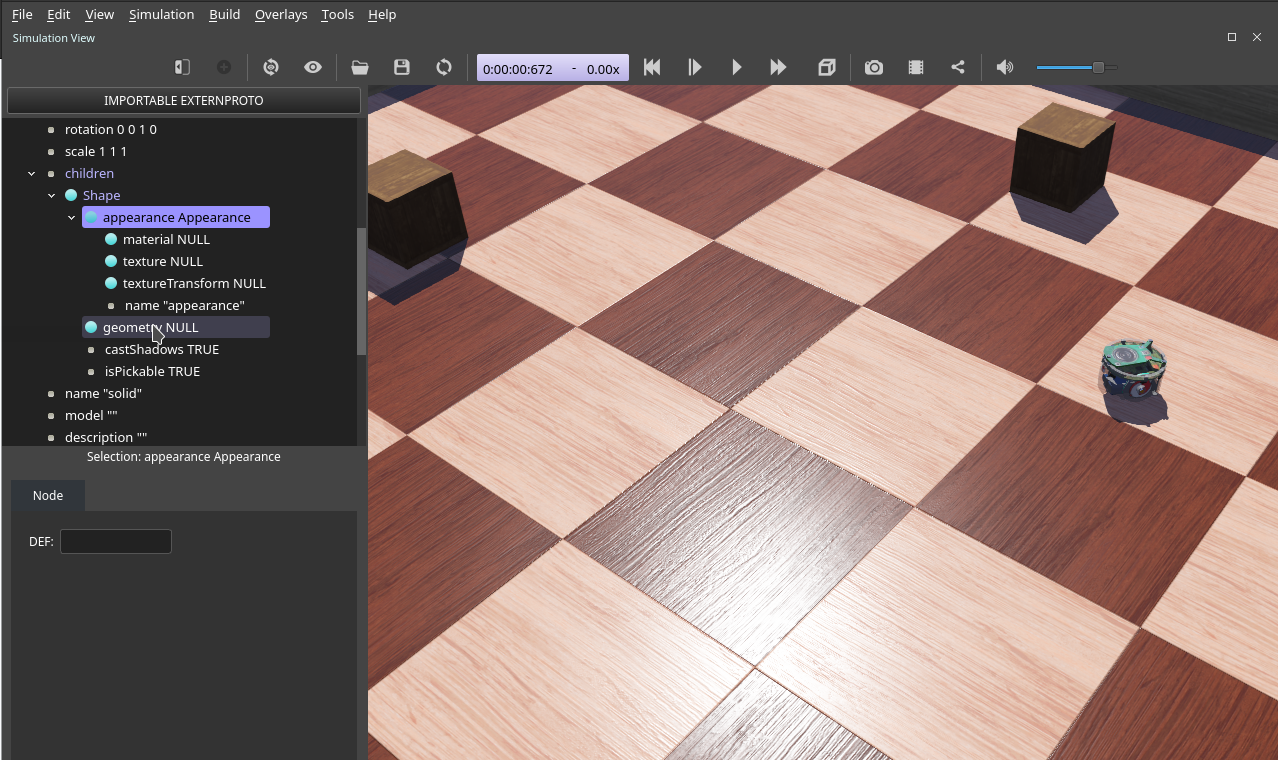 File Edit View Simulation Build Overlays Tools Help
Simulation View
0:00:00:672 - 0.00x
IMPORTABLE EXTERNPROTO
rotation 0 0 1 0
scale 1 1 1
children
Shape
appearance Appearance
material NULL
texture NULL
textureTransform NULL
name "appearance"
geometry NULL
castShadows TRUE
isPickable TRUE
name "solid"
model ""
description ""
Selection: appearance Appearance
Node
DEF: